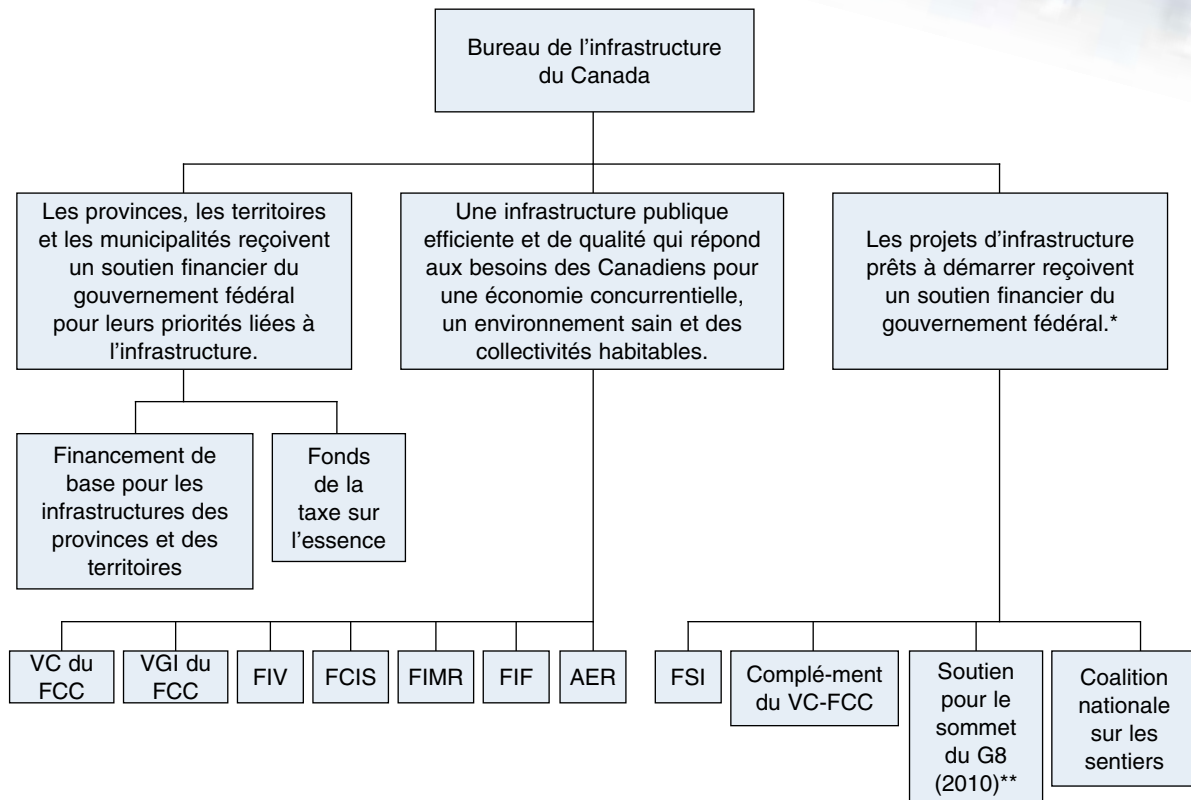 Bureau de l’infrastructure
du Canada
Les provinces, les territoires
et les municipalités reçoivent
un soutien financier du
gouvernement fédéral
pour leurs priorités liées à
l’infrastructure.
Une infrastructure publique
efficiente et de qualité qui répond
aux besoins des Canadiens pour
une économie concurrentielle,
un environnement sain et des
collectivités habitables.
Les projets d’infrastructure
prêts à démarrer reçoivent
un soutien financier du
gouvernement fédéral.*
Financement de
base pour les
infrastructures des
provinces et des
territoires
Fonds
de la
taxe sur
l’essence
VC du
FCC
VGI du
FCC
FIV
FCIS
FIMR
FIF
AER
FSI
Complé-ment
du VC-FCC
Soutien
pour le
sommet
du G8
(2010)**
Coalition
nationale
sur les
sentiers